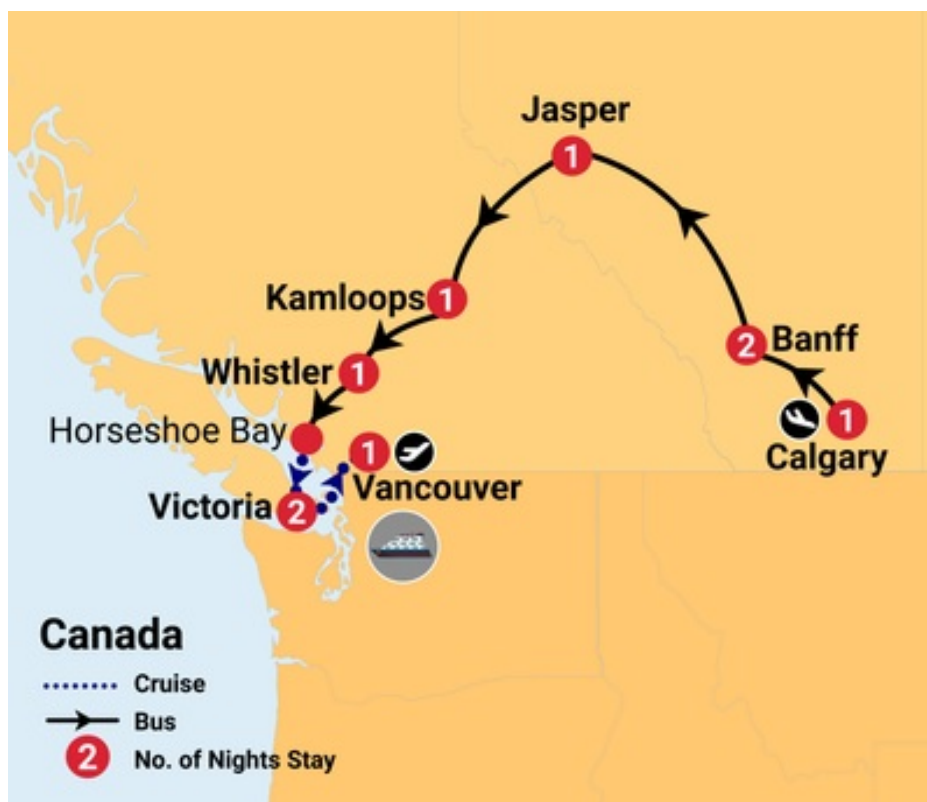 Jasper
1
Kamloops 1
2 Banff
Whistler 1
1
Calgary
Horseshoe Bay
1
Vancouver
Victoria 2
Canada
Cruise
Bus
2 No. of Nights Stay